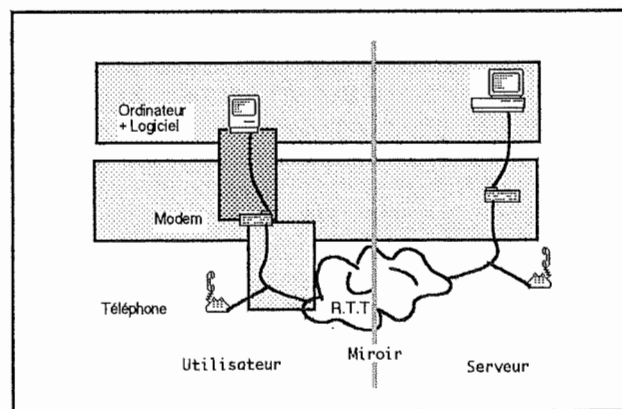 Ordinateur
+ Logiciel
Modem
Téléphone
R.T.T
Utilisateur
Miroir
Serveur